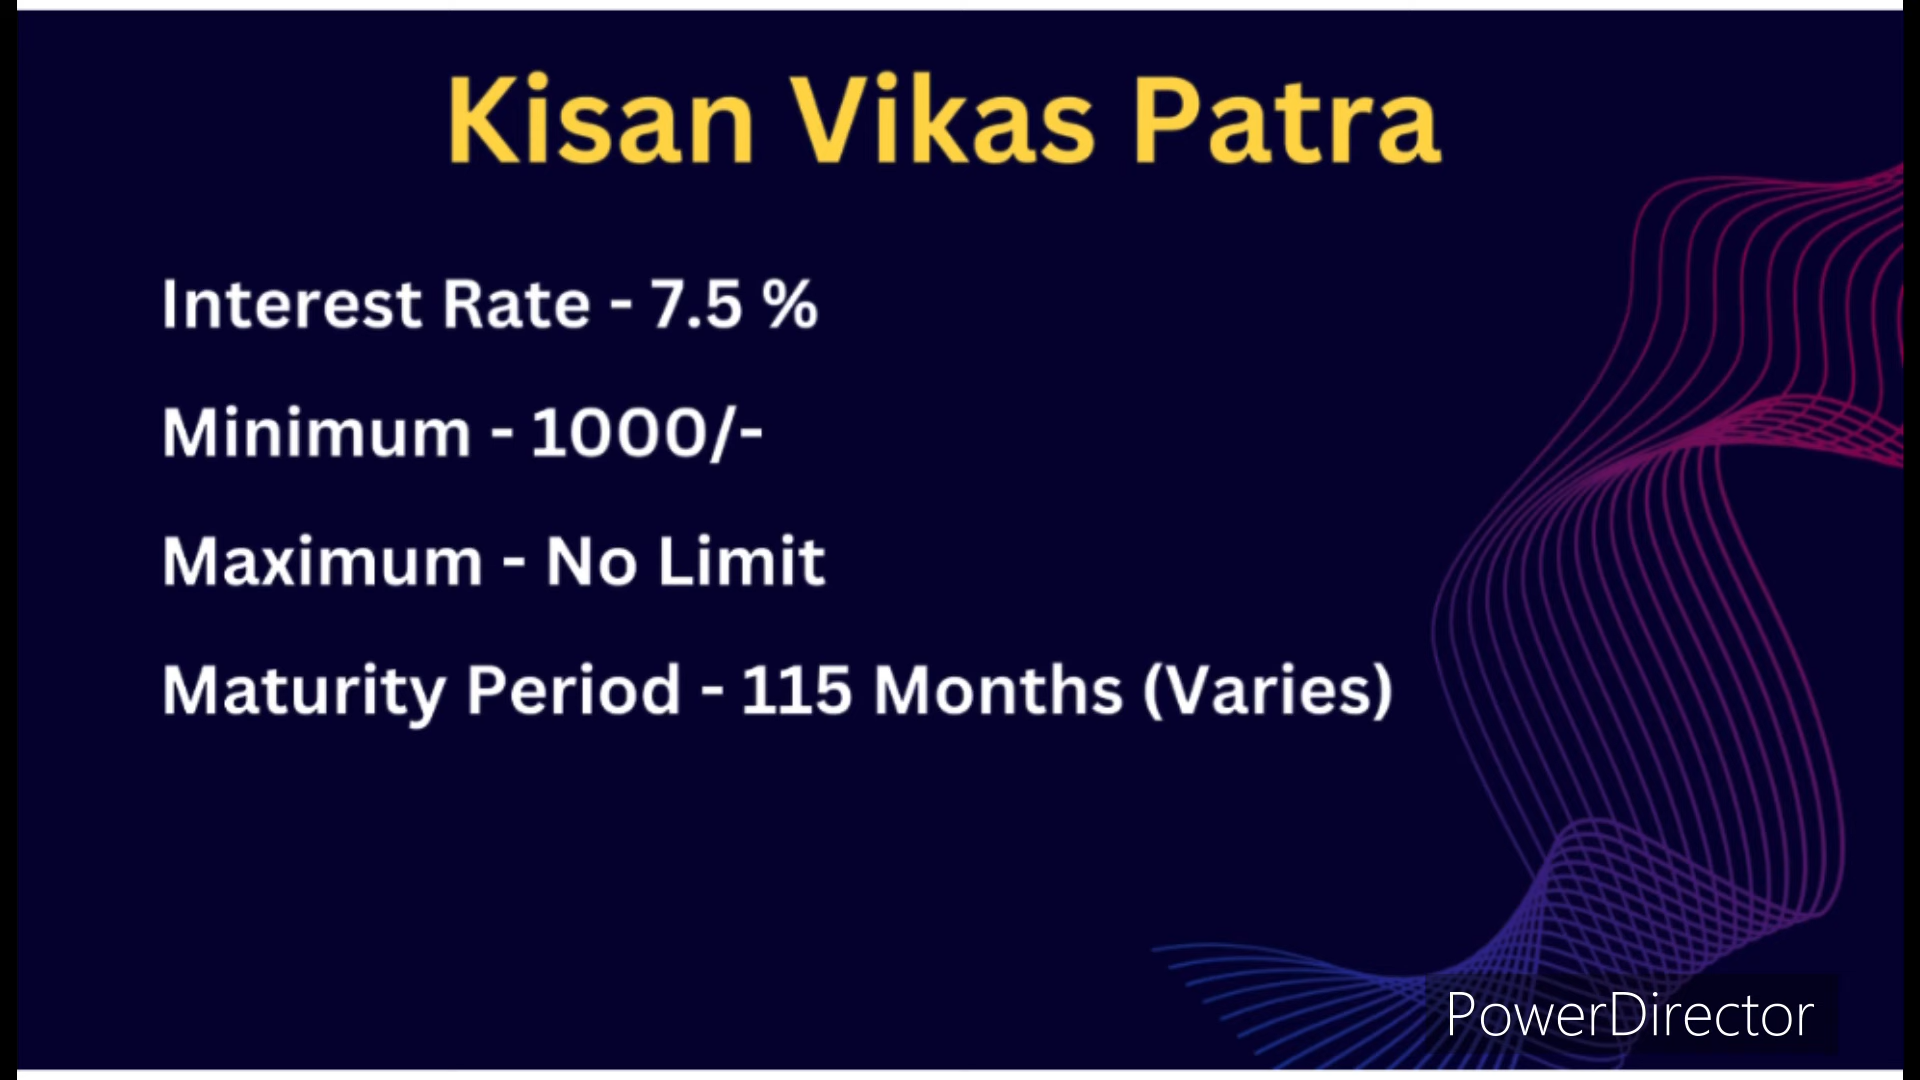 Kisan Vikas Patra
Interest Rate - 7.5 %
Minimum - 1000/-
Maximum - No Limit
Maturity Period - 115 Months (Varies)
PowerDirector